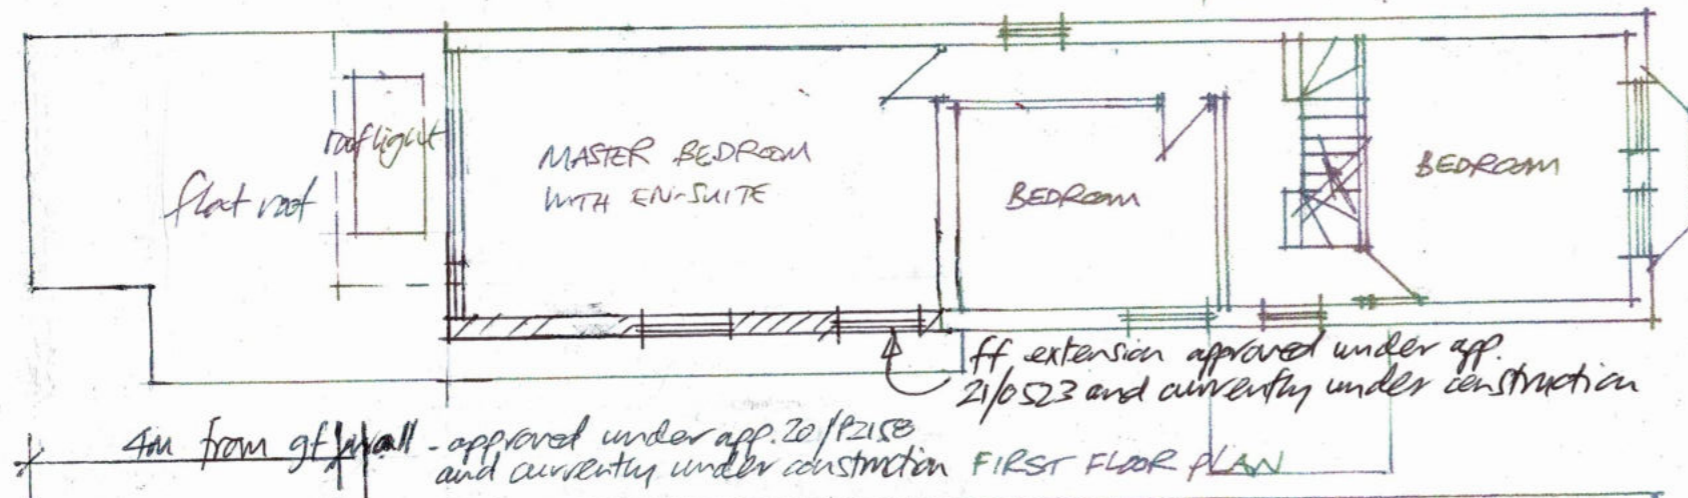 rooflight
MASTER BEDROOM
WITH EN-SUITE
flat roof
BEDROOM
BEDROOM
ff extension approved under app.
21/0523 and currently under construction
4m from gf wall - approved under app. 20/P2158
and currently under construction
FIRST FLOOR PLAN